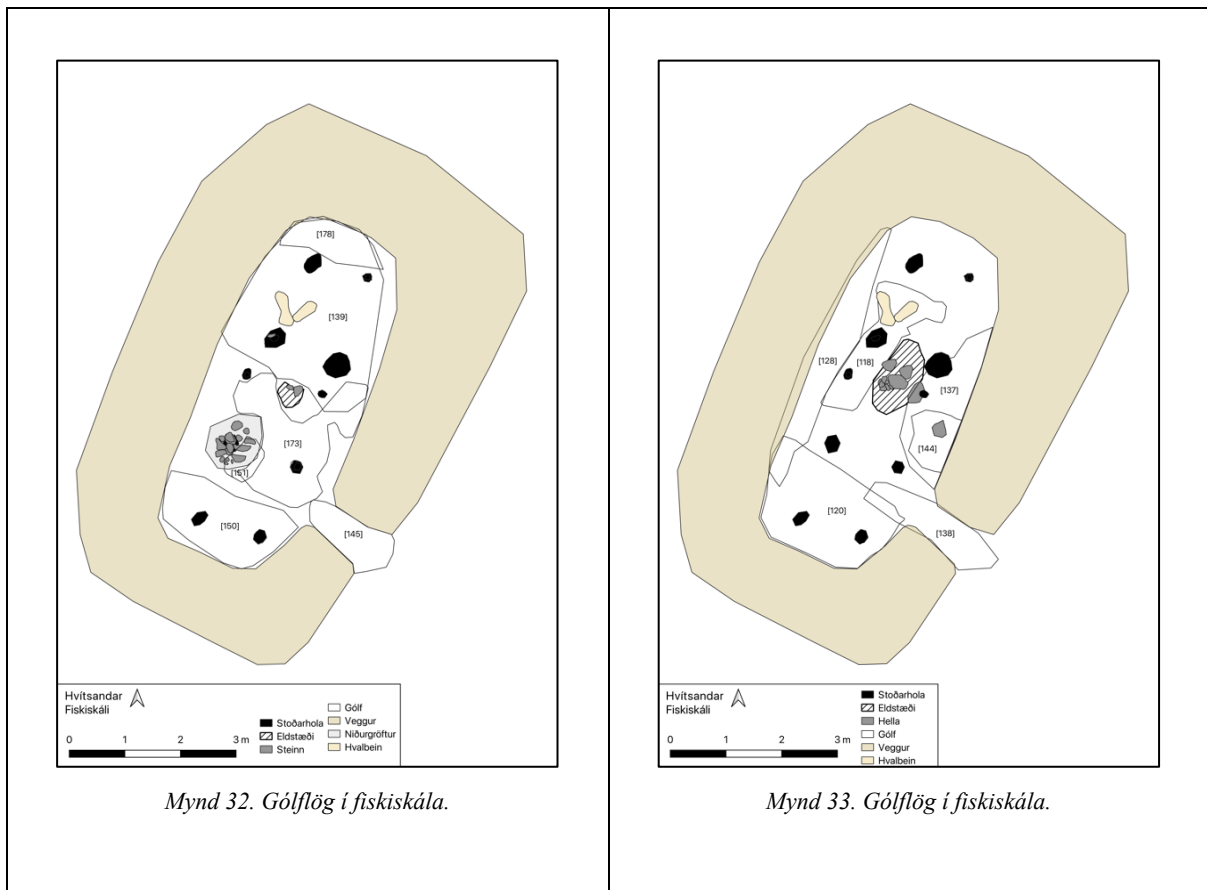 [178]
[139]
[173]
[151]
[150]
[145]
Hvítsandar
Fiskiskáli
0 1 2 3 m
Stoðarhola
Eldstæði
Steinn
Gólf
Veggur
Niðurgröftur
Hvalbein
Mynd 32. Gólflög í fiskiskála.
[128]
[118]
[137]
[144]
[120]
[138]
Hvítsandar
Fiskiskáli
0 1 2 3 m
Stoðarhola
Eldstæði
Hella
Gólf
Veggur
Hvalbein
Mynd 33. Gólflög í fiskiskála.